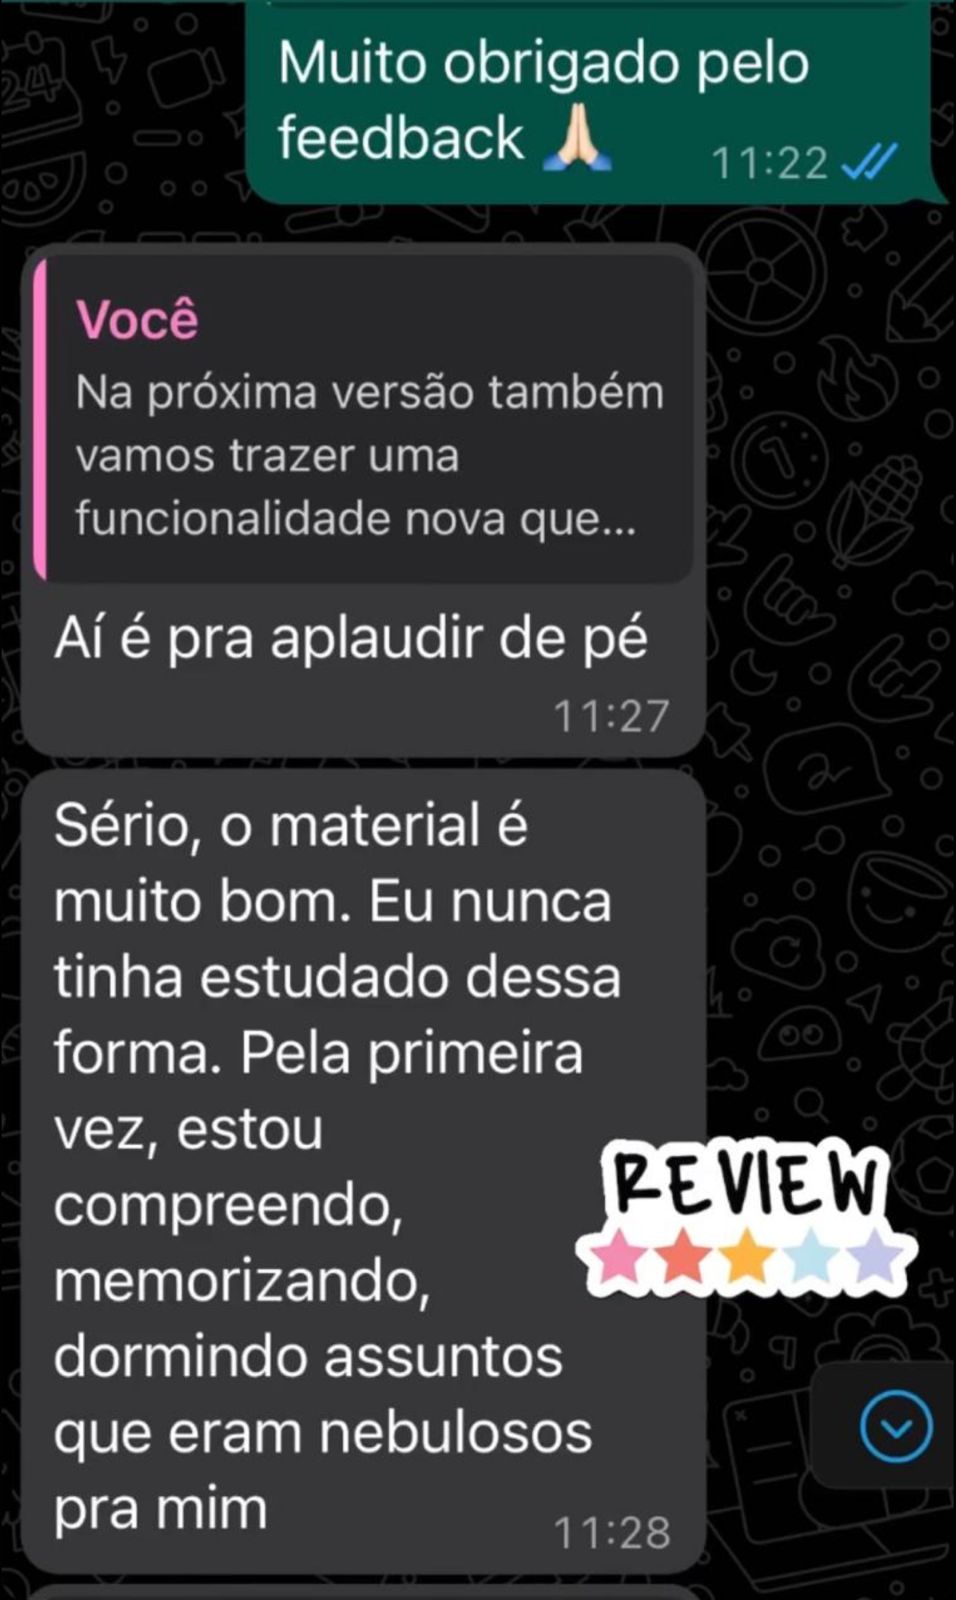 Muito obrigado pelo
feedback 🙏🏻
11:22
Você
Na próxima versão também
vamos trazer uma
funcionalidade nova que...
Aí é pra aplaudir de pé
11:27
Sério, o material é
muito bom. Eu nunca
tinha estudado dessa
forma. Pela primeira
vez, estou
compreendo,
memorizando,
dormindo assuntos
que eram nebulosos
pra mim
11:28
REVIEW